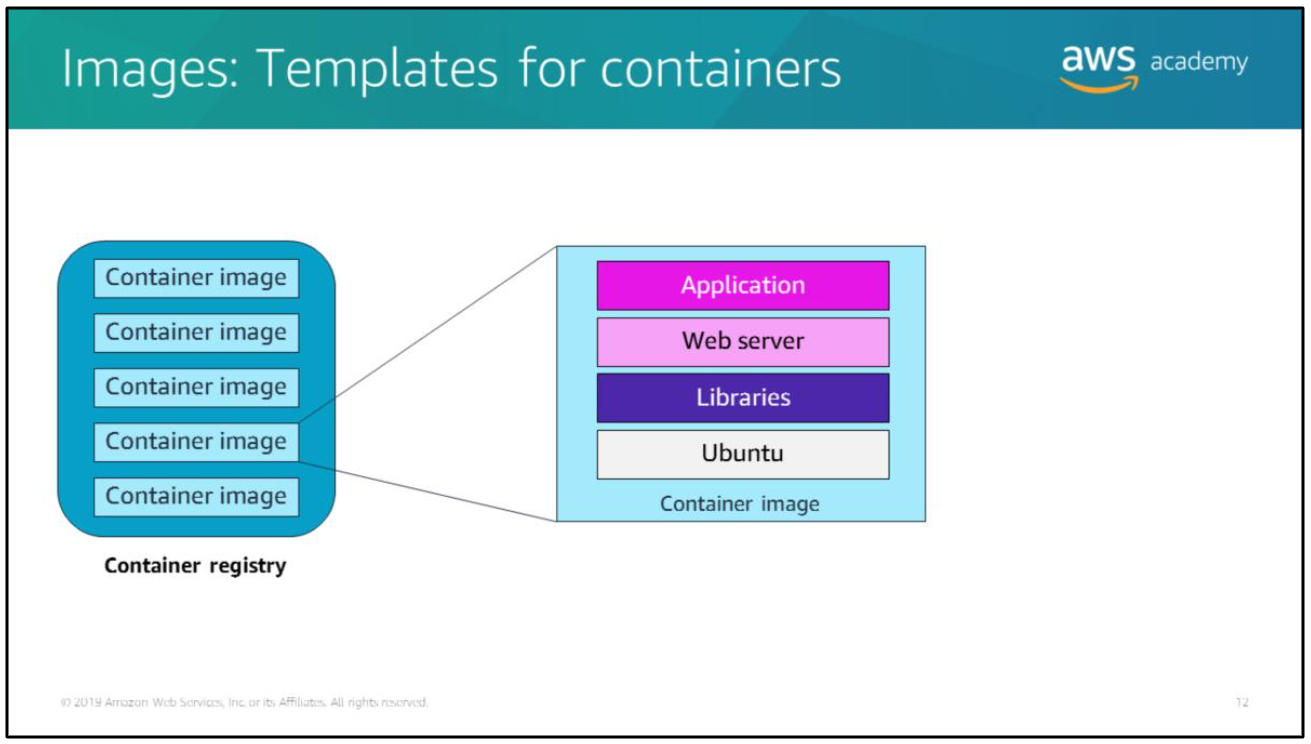 Images: Templates for containers
aws academy
Container image
Container image
Container image
Container image
Container image
Container registry
Application
Web server
Libraries
Ubuntu
Container image
© 2019 Amazon Web Services, Inc. or its Affiliates. All rights reserved.
12